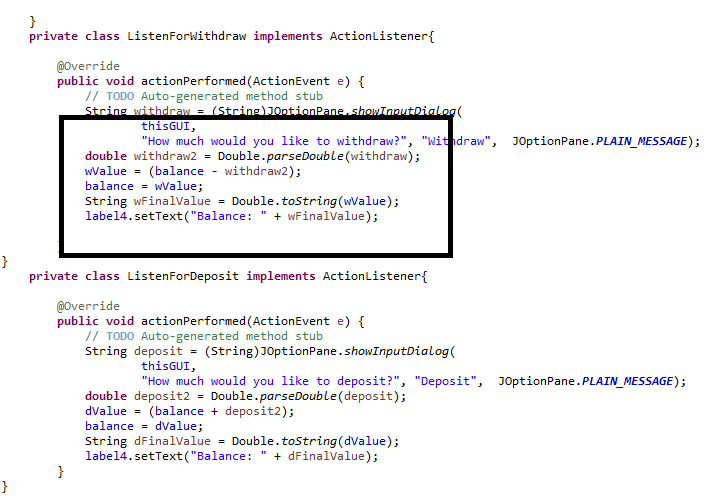 }
    private class ListenForWithdraw implements ActionListener{
        @Override
        public void actionPerformed(ActionEvent e) {
            // TODO Auto-generated method stub
            String withdraw = (String)JOptionPane.showInputDialog(
                    thisGUI,
                    "How much would you like to withdraw?", "Withdraw",  JOptionPane.PLAIN_MESSAGE);
            double withdraw2 = Double.parseDouble(withdraw);
            wValue = (balance - withdraw2);
            balance = wValue;
            String wFinalValue = Double.toString(wValue);
            label4.setText("Balance: " + wFinalValue);
}
    private class ListenForDeposit implements ActionListener{
        @Override
        public void actionPerformed(ActionEvent e) {
            // TODO Auto-generated method stub
            String deposit = (String)JOptionPane.showInputDialog(
                    thisGUI,
                    "How much would you like to deposit?", "Deposit",  JOptionPane.PLAIN_MESSAGE);
            double deposit2 = Double.parseDouble(deposit);
            dValue = (balance + deposit2);
            balance = dValue;
            String dFinalValue = Double.toString(dValue);
            label4.setText("Balance: " + dFinalValue);
        }
}